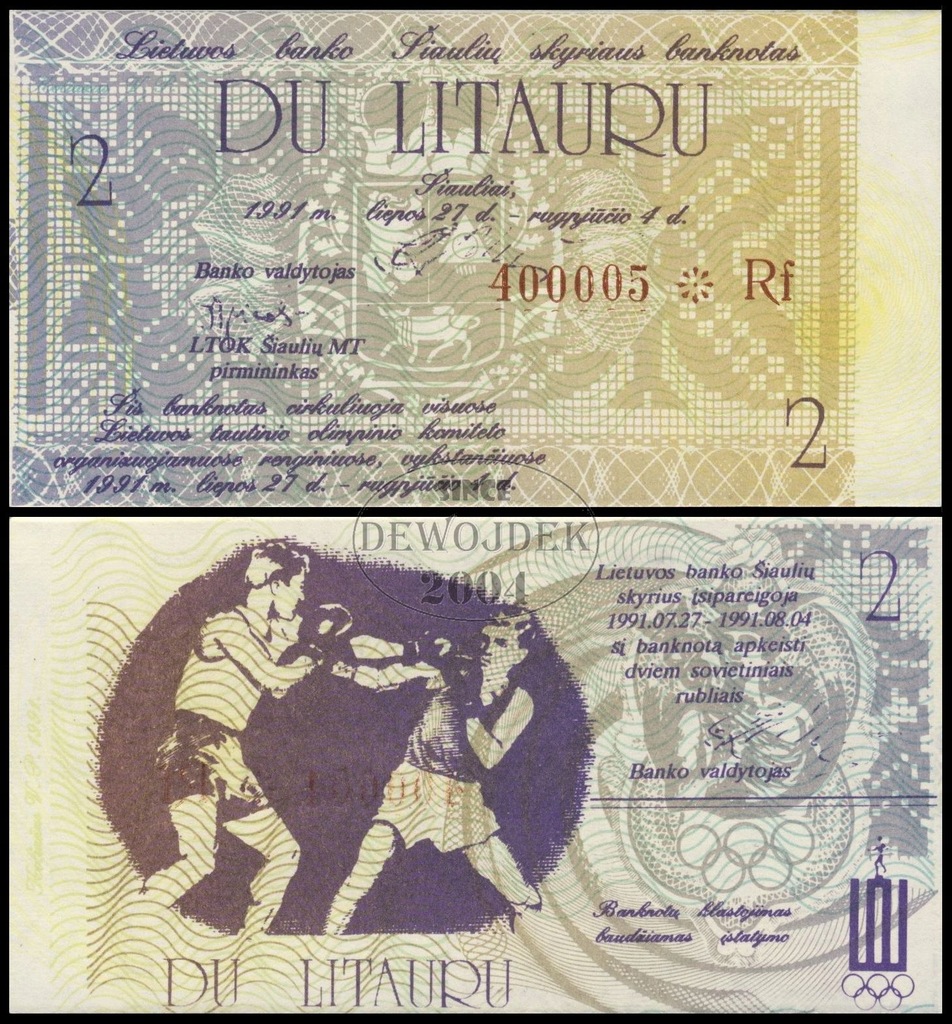 Lietuvos banko Šiaulių skyriaus banknotas
DU LITAURU
2
Šiauliai,
1991 m. liepos 27 d. - rugpjūčio 4 d.
Banko valdytojas
400005 Rf
LTOK Šiaulių MT
pirmininkas
Šis banknotas cirkuliuoja visuose
Lietuvos tautinio olimpinio komiteto
organizuojamuose renginiuose, vykstančiuose
1991 m. liepos 27 d. - rugpjūčio 4 d.
2
SINCE
DEWOJDEK
2004
2
Lietuvos banko Šiaulių
skyrius įsipareigoja
1991.07.27 - 1991.08.04
šį banknotą apkeisti
dviem sovietiniais
rubliais
Banko valdytojas
Banknotų klastojimas
baudžiamas įstatymo
DU LITAURU